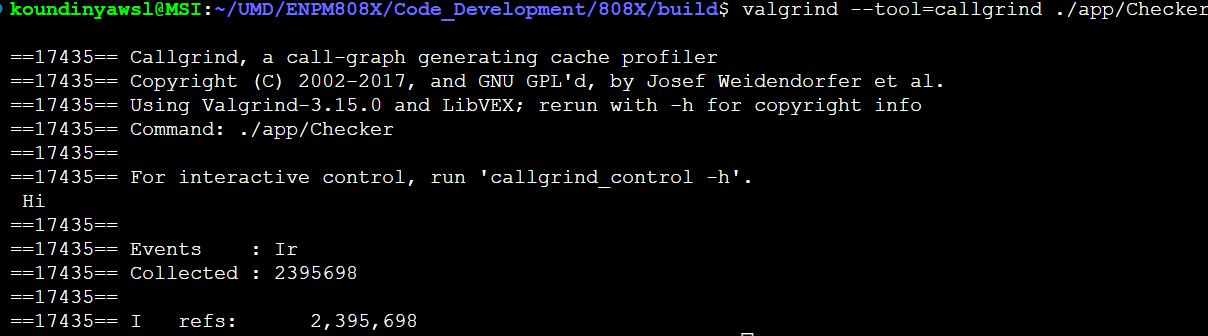 koundinyawsl@MSI:~/UMD/ENPM808X/Code_Development/808X/build$ valgrind --tool=callgrind ./app/Checker
==17435== Callgrind, a call-graph generating cache profiler
==17435== Copyright (C) 2002-2017, and GNU GPL'd, by Josef Weidendorfer et al.
==17435== Using Valgrind-3.15.0 and LibVEX; rerun with -h for copyright info
==17435== Command: ./app/Checker
==17435==
==17435== For interactive control, run 'callgrind_control -h'.
Hi
==17435==
==17435== Events    : Ir
==17435== Collected : 2395698
==17435==
==17435== I   refs:      2,395,698